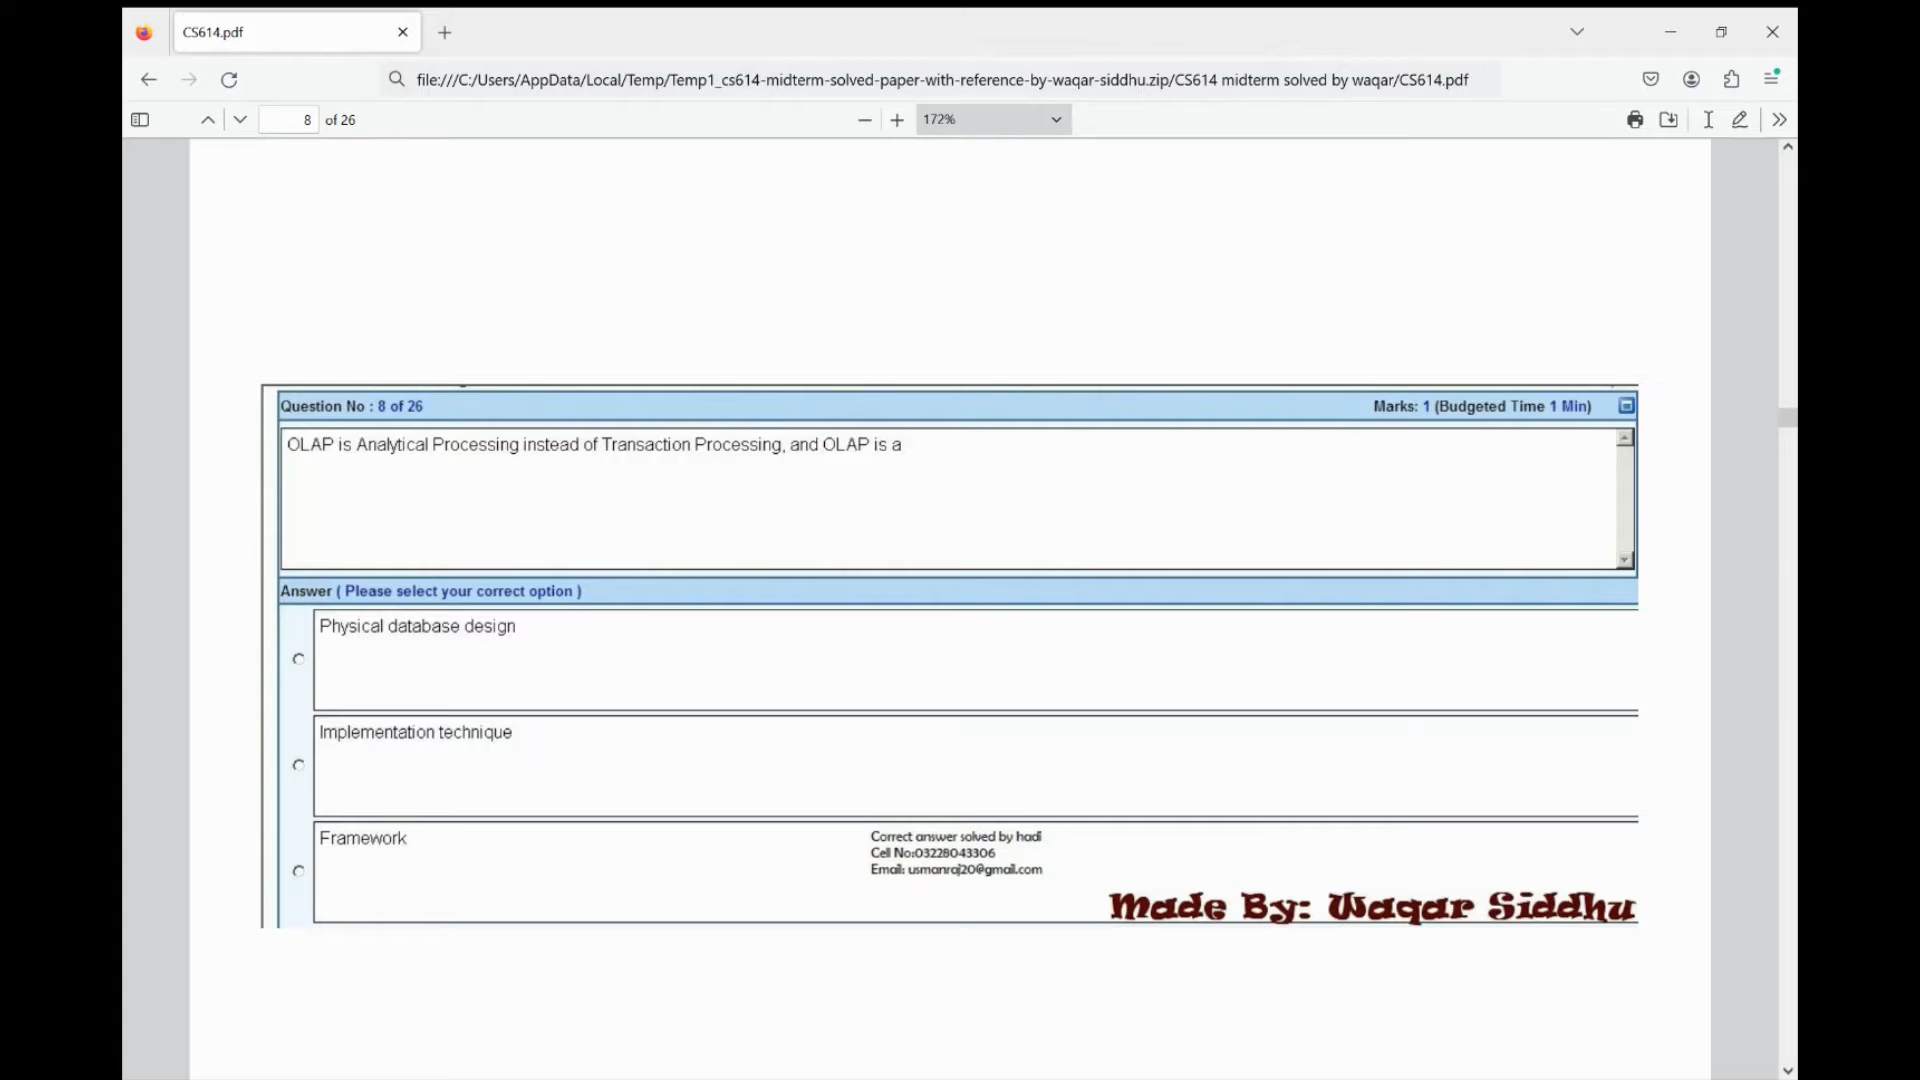 CS614.pdf
file:///C:/Users/AppData/Local/Temp/Temp1_cs614-midterm-solved-paper-with-reference-by-waqar-siddhu.zip/CS614 midterm solved by waqar/CS614.pdf
8 of 26
172%
Question No : 8 of 26 Marks: 1 (Budgeted Time 1 Min)
OLAP is Analytical Processing instead of Transaction Processing, and OLAP is a
Answer ( Please select your correct option )
Physical database design
Implementation technique
Framework
Correct answer solved by hadi
Cell No:03228043306
Email: usmanraj20@gmail.com
Made By: Waqar Siddhu